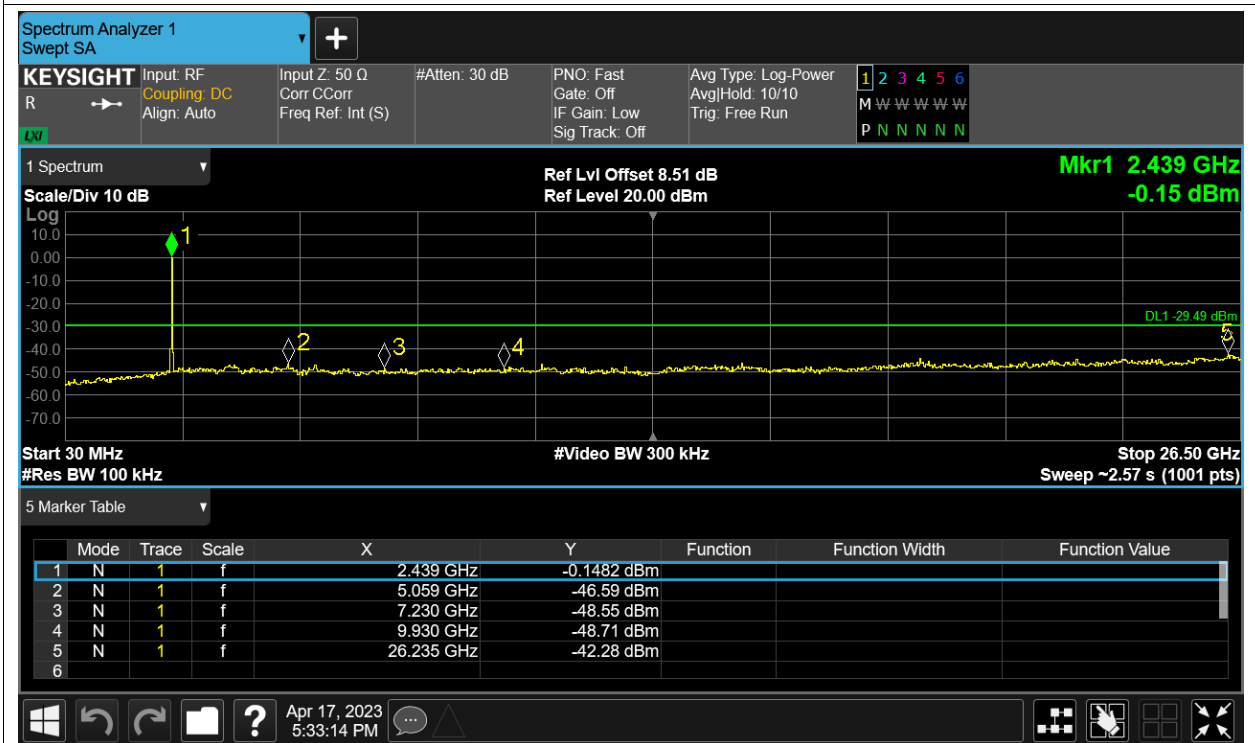 Spectrum Analyzer 1
Swept SA
KEYSIGHT
R
LXI
Input: RF
Coupling: DC
Align: Auto
Input Z: 50 Ω
Corr CCorr
Freq Ref: Int (S)
#Atten: 30 dB
PNO: Fast
Gate: Off
IF Gain: Low
Sig Track: Off
Avg Type: Log-Power
Avg|Hold: 10/10
Trig: Free Run
1 2 3 4 5 6
M W W W W W
P N N N N N
1 Spectrum
Scale/Div 10 dB
Ref Lvl Offset 8.51 dB
Ref Level 20.00 dBm
Mkr1 2.439 GHz
-0.15 dBm
Log
10.0
0.00
-10.0
-20.0
-30.0
-40.0
-50.0
-60.0
-70.0
1
2
3
4
5
DL1 -29.49 dBm
Start 30 MHz
#Res BW 100 kHz
#Video BW 300 kHz
Stop 26.50 GHz
Sweep ~2.57 s (1001 pts)
5 Marker Table
Mode Trace Scale X Y Function Function Width Function Value
1 N 1 f 2.439 GHz -0.1482 dBm
2 N 1 f 5.059 GHz -46.59 dBm
3 N 1 f 7.230 GHz -48.55 dBm
4 N 1 f 9.930 GHz -48.71 dBm
5 N 1 f 26.235 GHz -42.28 dBm
6
?
Apr 17, 2023
5:33:14 PM